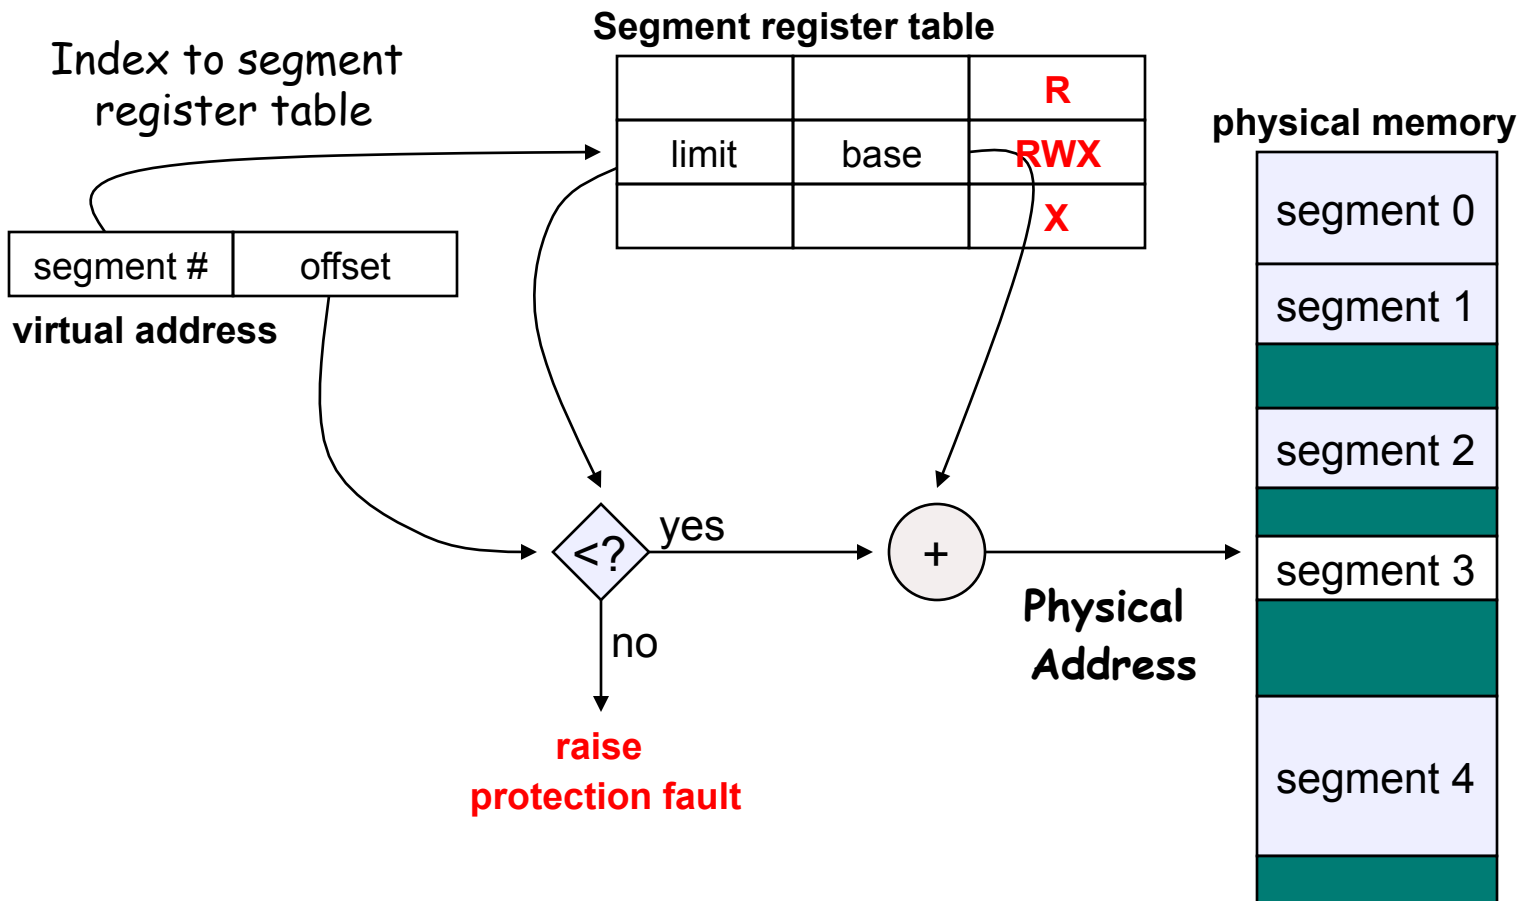 Segment register table
Index to segment
register table
R
limit
base
RWX
X
physical memory
segment 0
segment 1
segment 2
segment 3
segment 4
segment #
offset
virtual address
<?
yes
+
no
Physical
Address
raise
protection fault